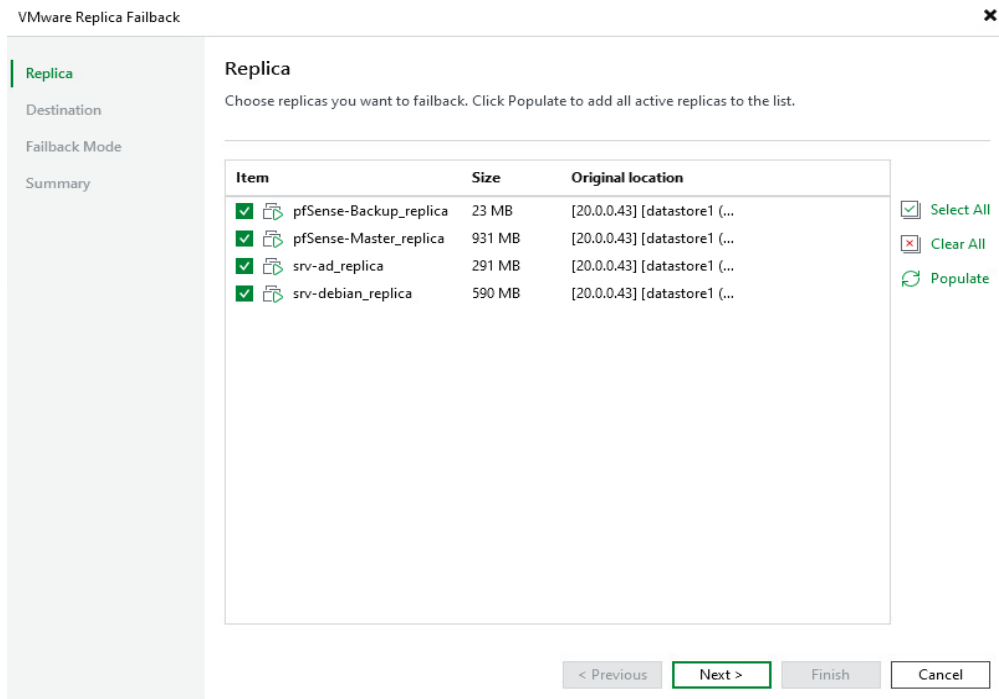 VMware Replica Failback
Replica
Destination
Failback Mode
Summary
Replica
Choose replicas you want to failback. Click Populate to add all active replicas to the list.
Item Size Original location
pfSense-Backup_replica 23 MB [20.0.0.43] [datastore1 (...
pfSense-Master_replica 931 MB [20.0.0.43] [datastore1 (...
srv-ad_replica 291 MB [20.0.0.43] [datastore1 (...
srv-debian_replica 590 MB [20.0.0.43] [datastore1 (...
Select All
Clear All
Populate
< Previous Next > Finish Cancel